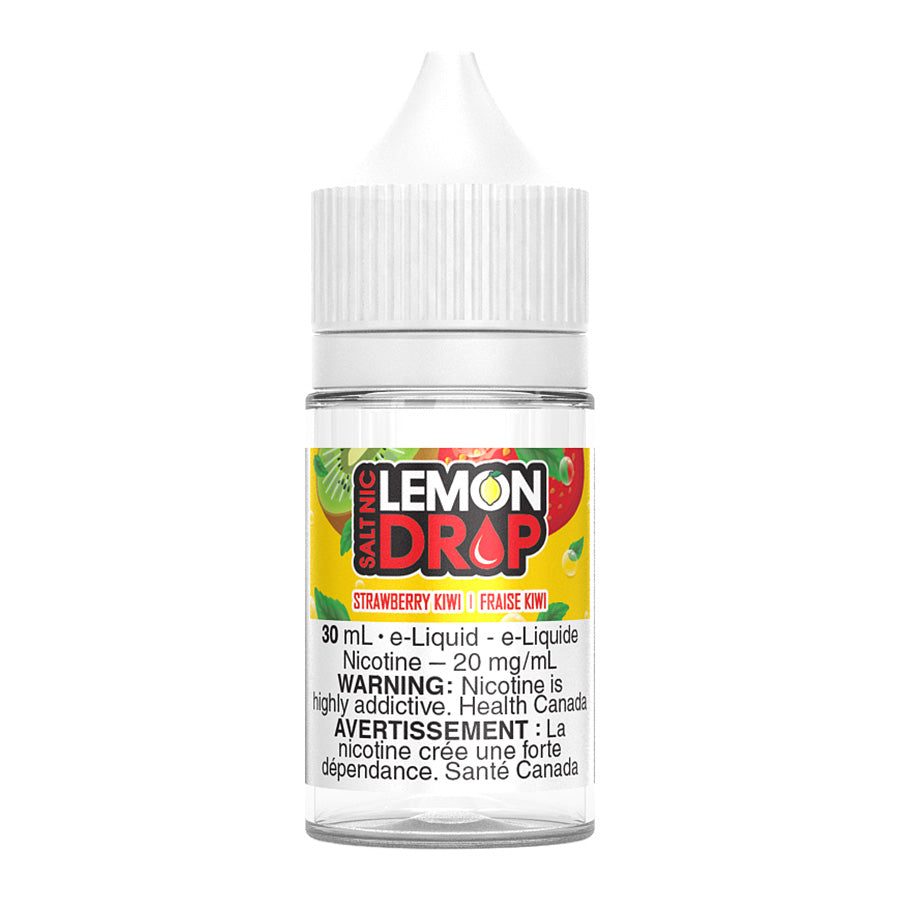 SALT NIC
LEMON
DROP
STRAWBERRY KIWI | FRAISE KIWI
30 mL • e-Liquid - e-Liquide
Nicotine – 20 mg/mL
WARNING: Nicotine is
highly addictive. Health Canada
AVERTISSEMENT : La
nicotine crée une forte
dépendance. Santé Canada